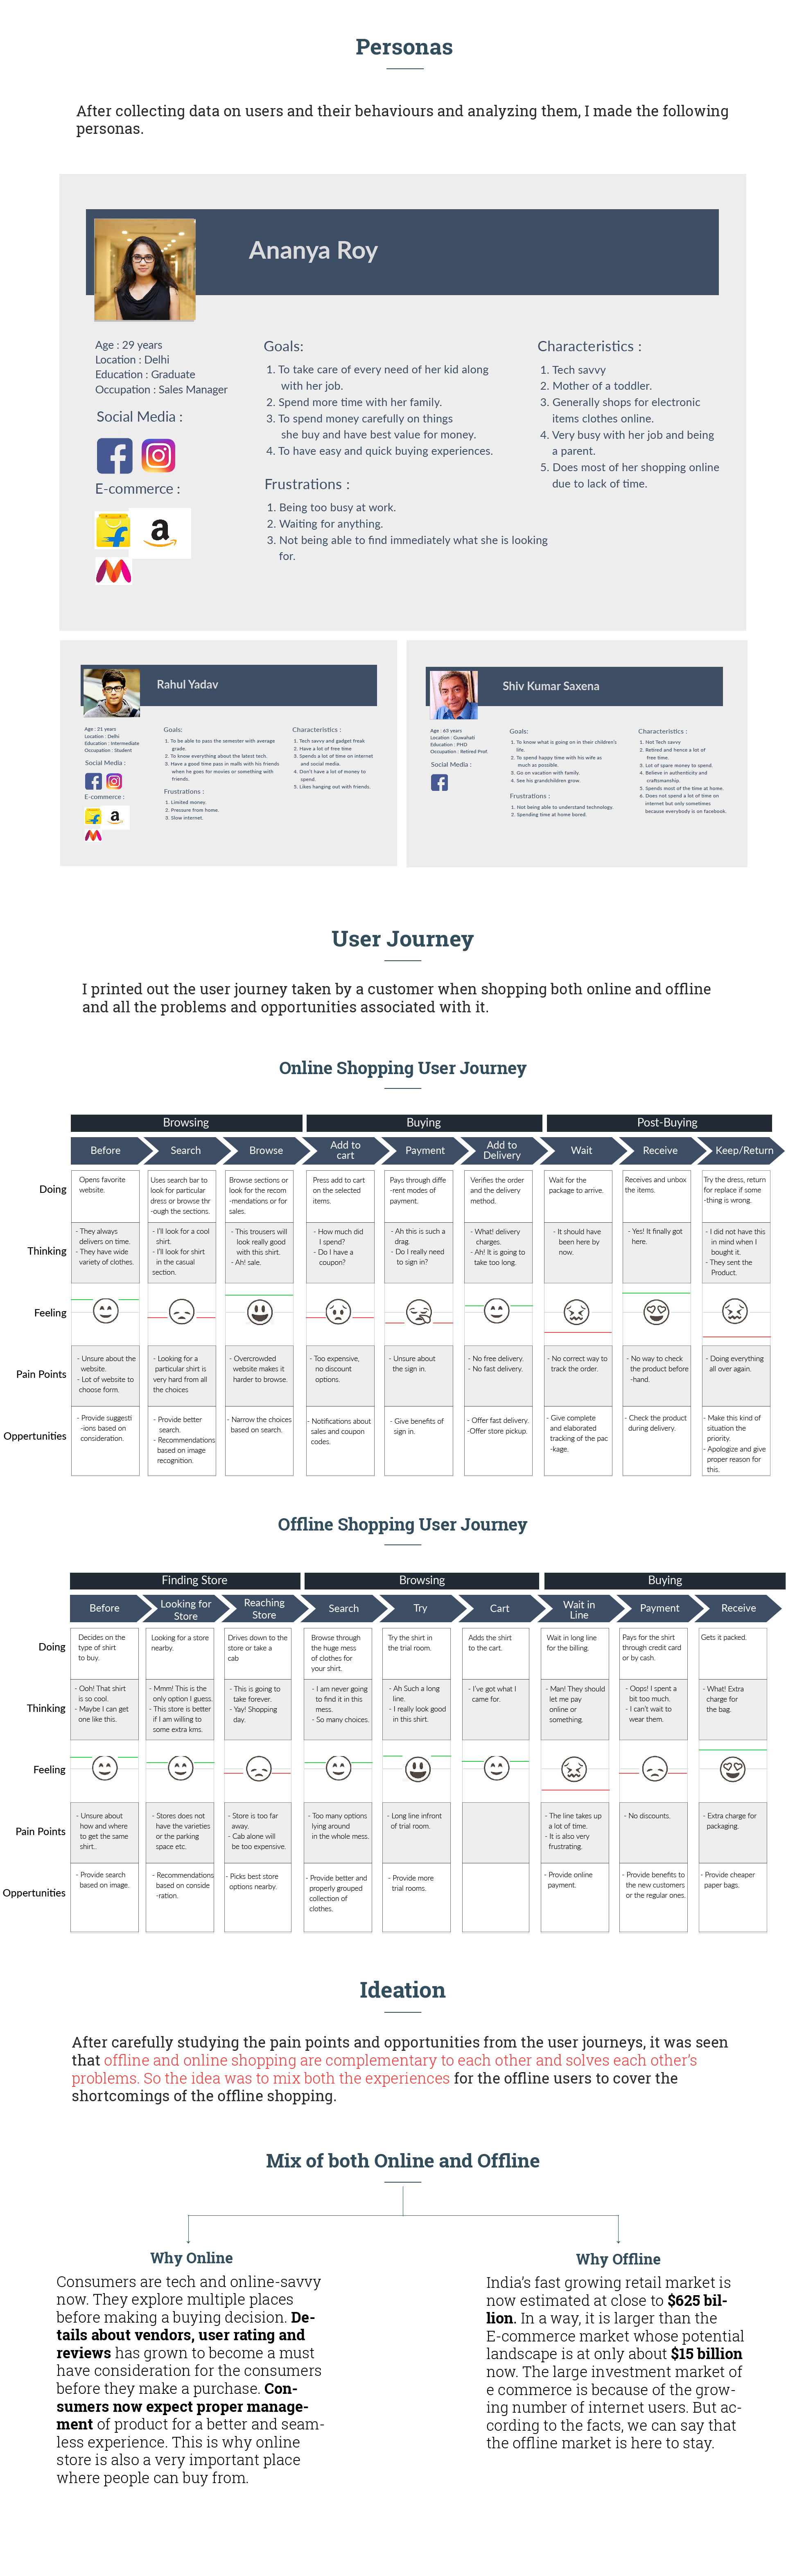 Personas
After collecting data on users and their behaviours and analyzing them, I made the following
personas.
Ananya Roy
Age : 29 years
Location : Delhi
Education : Graduate
Occupation : Sales Manager
Social Media :
E-commerce :
Goals:
1. To take care of every need of her kid along
with her job.
2. Spend more time with her family.
3. To spend money carefully on things
she buy and have best value for money.
4. To have easy and quick buying experiences.
Frustrations :
1. Being too busy at work.
2. Waiting for anything.
3. Not being able to find immediately what she is looking
for.
Characteristics :
1. Tech savvy
2. Mother of a toddler.
3. Generally shops for electronic
items clothes online.
4. Very busy with her job and being
a parent.
5. Does most of her shopping online
due to lack of time.
Rahul Yadav
Age : 21 years
Location : Delhi
Education : Intermediate
Occupation : Student
Social Media :
E-commerce :
Goals:
1. To be able to pass the semester with average
grade.
2. To know everything about the latest tech.
3. Have a good time pass in malls with his friends
when he goes for movies or something with
friends.
Frustrations :
1. Limited money.
2. Pressure from home.
3. Slow internet.
Characteristics :
1. Tech savvy and gadget freak
2. Have a lot of free time
3. Spends a lot of time on internet
and social media.
4. Don't have a lot of money to
spend.
5. Likes hanging out with friends.
Shiv Kumar Saxena
Age : 63 years
Location : Guwahati
Education : PHD
Occupation : Retired Prof.
Social Media :
Goals:
1. To know what is going on in their children's
life.
2. To spend happy time with his wife as
much as possible.
3. Go on vacation with family.
4. See his grandchildren grow.
Frustrations :
1. Not being able to understand technology.
2. Spending time at home bored.
Characteristics :
1. Not Tech savvy
2. Retired and hence a lot of
free time.
3. Lot of spare money to spend.
4. Believe in authenticity and
craftsmanship.
5. Spends most of the time at home.
6. Does not spend a lot of time on
internet but only sometimes
because everybody is on facebook.
User Journey
I printed out the user journey taken by a customer when shopping both online and offline
and all the problems and opportunities associated with it.
Online Shopping User Journey
Browsing
Buying
Post-Buying
Before
Search
Browse
Add to
cart
Payment
Add to
Delivery
Wait
Receive
Keep/Return
Doing
Opens favorite
website.
Uses search bar to
look for particular
dress or browse thr
-ough the sections.
Browse sections or
look for the recom
-mendations or for
sales.
Press add to cart
on the selected
items.
Pays through diffe
-rent modes of
payment.
Verifies the order
and the delivery
method.
Wait for the
package to arrive.
Receives and unbox
the items.
Try the dress, return
for replace if some
-thing is wrong.
Thinking
- They always
delivers on time.
- They have wide
variety of clothes.
- I'll look for a cool
shirt.
- I'll look for shirt
in the casual
section.
- This trousers will
look really good
with this shirt.
- Ah! sale.
- How much did
I spend?
- Do I have a
coupon?
- Ah this is such a
drag.
- Do I really need
to sign in?
- What! delivery
charges.
- Ah! It is going to
take too long.
- It should have
been here by
now.
- Yes! It finally got
here.
- I did not have this
in mind when I
bought it.
- They sent the
Product.
Feeling
Pain Points
- Unsure about the
website.
- Lot of website to
choose form.
- Looking for a
particular shirt is
very hard from all
the choices
- Overcrowded
website makes it
harder to browse.
- Too expensive,
no discount
options.
- Unsure about
the sign in.
- No free delivery.
- No fast delivery.
- No correct way to
track the order.
- No way to check
the product before
-hand.
- Doing everything
all over again.
Oppertunities
- Provide suggesti
-ions based on
consideration.
- Provide better
search.
- Recommendations
based on image
recognition.
- Narrow the choices
based on search.
- Notifications about
sales and coupon
codes.
- Give benefits of
sign in.
- Offer fast delivery.
-Offer store pickup.
- Give complete
and elaborated
tracking of the pac
-kage.
- Check the product
during delivery.
- Make this kind of
situation the
priority.
- Apologize and give
proper reason for
this.
Offline Shopping User Journey
Finding Store
Browsing
Buying
Before
Looking for
Store
Reaching
Store
Search
Try
Cart
Wait in
Line
Payment
Receive
Doing
Decides on the
type of shirt
to buy.
Looking for a store
nearby.
Drives down to the
store or take a
cab
Browse through
the huge mess
of clothes for
your shirt.
Try the shirt in
the trial room.
Adds the shirt
to the cart.
Wait in long line
for the billing.
Pays for the shirt
through credit card
or by cash.
Gets it packed.
Thinking
- Ooh! That shirt
is so cool.
- Maybe I can get
one like this.
- Mmm! This is the
only option I guess.
- This store is better
if I am willing to
some extra kms.
- This is going to
take forever.
- Yay! Shopping
day.
- I am never going
to find it in this
mess.
- So many choices.
- Ah Such a long
line.
- I really look good
in this shirt.
- I've got what I
came for.
- Man! They should
let me pay
online or
something.
- Oops! I spent a
bit too much.
- I can't wait to
wear them.
- What! Extra
charge for
the bag.
Feeling
Pain Points
- Unsure about
how and where
to get the same
shirt..
- Stores does not
have the varieties
or the parking
space etc.
- Store is too far
away.
- Cab alone will
be too expensive.
- Too many options
lying around
in the whole mess.
- Long line infront
of trial room.
- The line takes up
a lot of time.
- It is also very
frustrating.
- No discounts.
- Extra charge for
packaging.
Oppertunities
- Provide search
based on image.
- Recommendations
based on conside
-ration.
- Picks best store
options nearby.
- Provide better and
properly grouped
collection of
clothes.
- Provide more
trial rooms.
- Provide online
payment.
- Provide benefits to
the new customers
or the regular ones.
- Provide cheaper
paper bags.
Ideation
After carefully studying the pain points and opportunities from the user journeys, it was seen
that offline and online shopping are complementary to each other and solves each other's
problems. So the idea was to mix both the experiences for the offline users to cover the
shortcomings of the offline shopping.
Mix of both Online and Offline
Why Online
Consumers are tech and online-savvy
now. They explore multiple places
before making a buying decision. De-
tails about vendors, user rating and
reviews has grown to become a must
have consideration for the consumers
before they make a purchase. Con-
sumers now expect proper manage-
ment of product for a better and seam-
less experience. This is why online
store is also a very important place
where people can buy from.
Why Offline
India's fast growing retail market is
now estimated at close to $625 bil-
lion. In a way, it is larger than the
E-commerce market whose potential
landscape is at only about $15 billion
now. The large investment market of
e commerce is because of the grow-
ing number of internet users. But ac-
cording to the facts, we can say that
the offline market is here to stay.